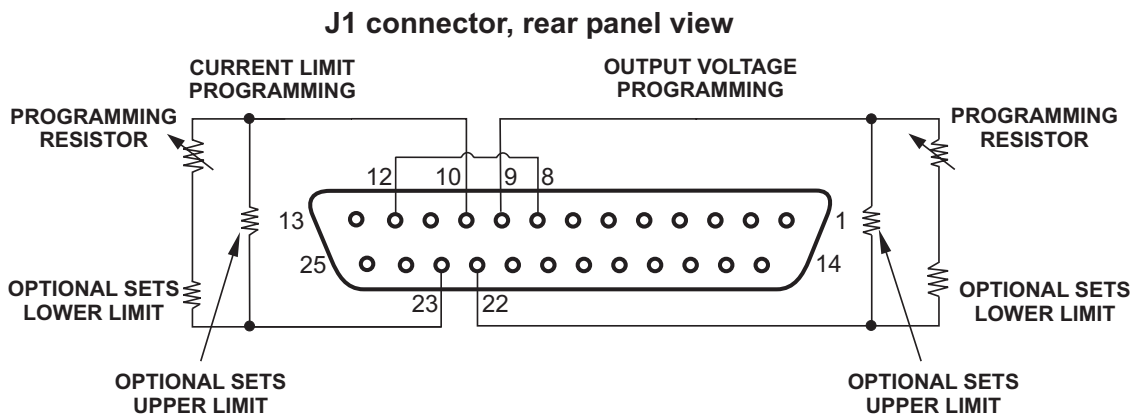 J1 connector, rear panel view
CURRENT LIMIT
PROGRAMMING
OUTPUT VOLTAGE
PROGRAMMING
PROGRAMMING
RESISTOR
PROGRAMMING
RESISTOR
12
10
9
8
13
1
25
14
23
22
OPTIONAL SETS
LOWER LIMIT
OPTIONAL SETS
LOWER LIMIT
OPTIONAL SETS
UPPER LIMIT
OPTIONAL SETS
UPPER LIMIT